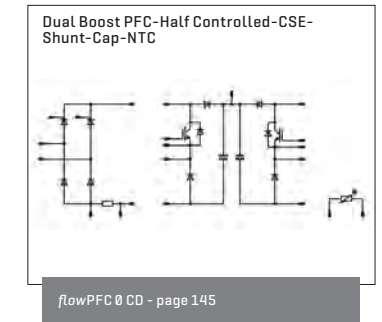 Dual Boost PFC-Half Controlled-CSE-
Shunt-Cap-NTC
flowPFC 0 CD - page 145